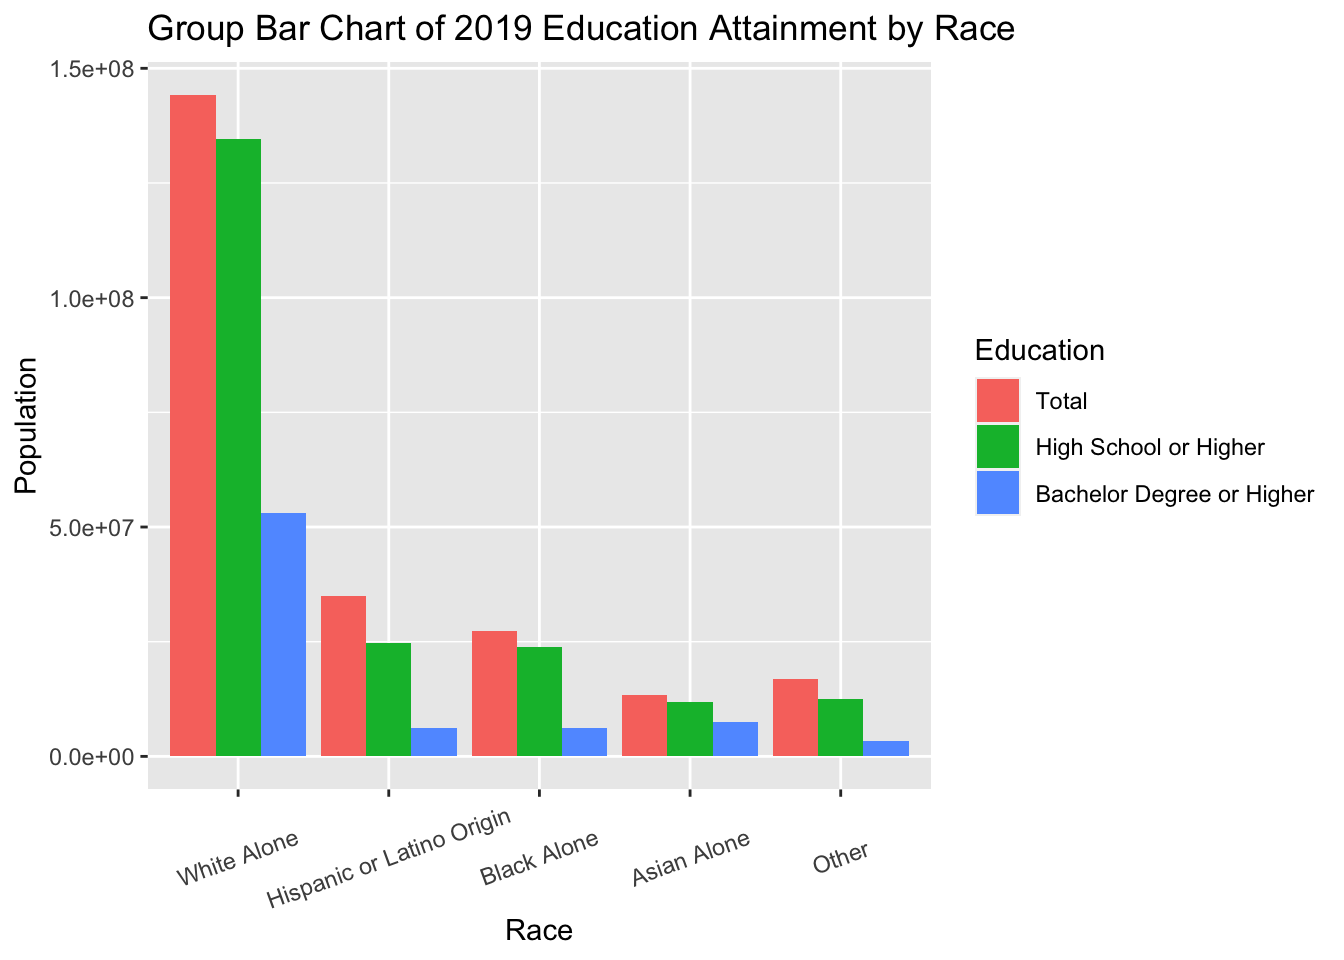 Group Bar Chart of 2019 Education Attainment by Race
1.5e+08
1.0e+08
5.0e+07
0.0e+00
Population
White Alone
Hispanic or Latino Origin
Black Alone
Asian Alone
Other
Race
Education
Total
High School or Higher
Bachelor Degree or Higher